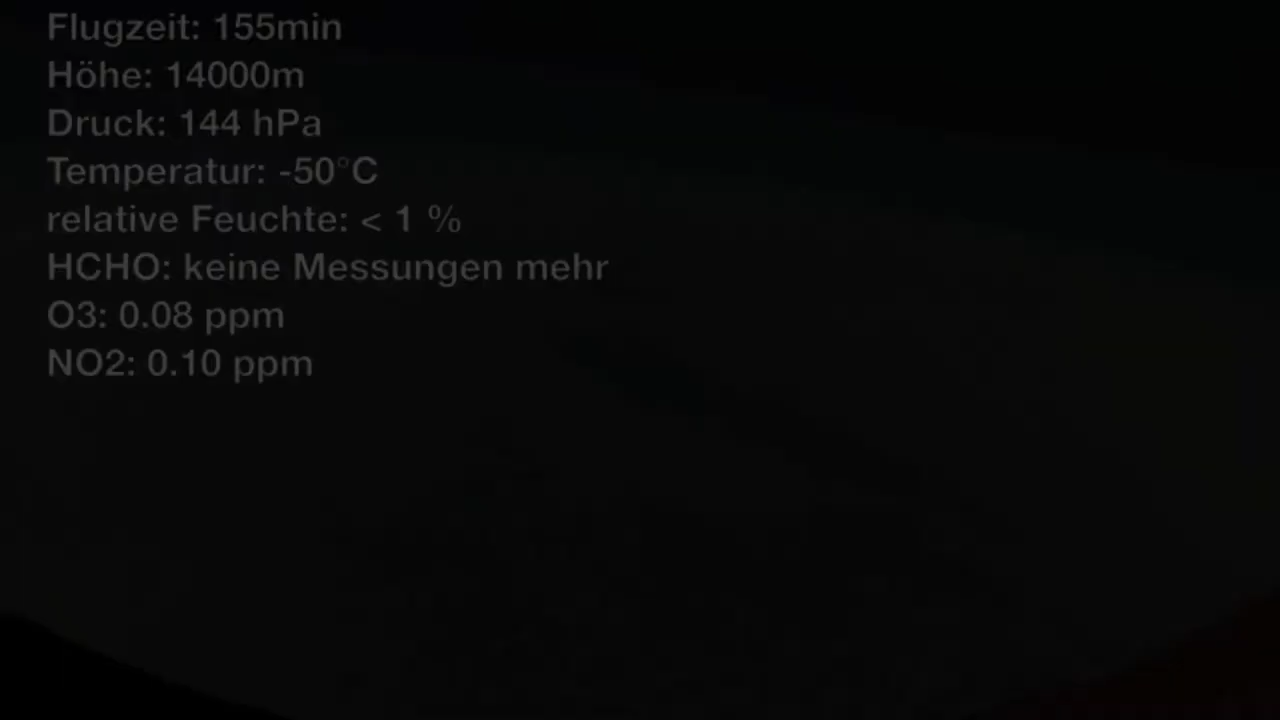 Flugzeit: 155min
Höhe: 14000m
Druck: 144 hPa
Temperatur: -50°C
relative Feuchte: < 1 %
HCHO: keine Messungen mehr
O3: 0.08 ppm
NO2: 0.10 ppm